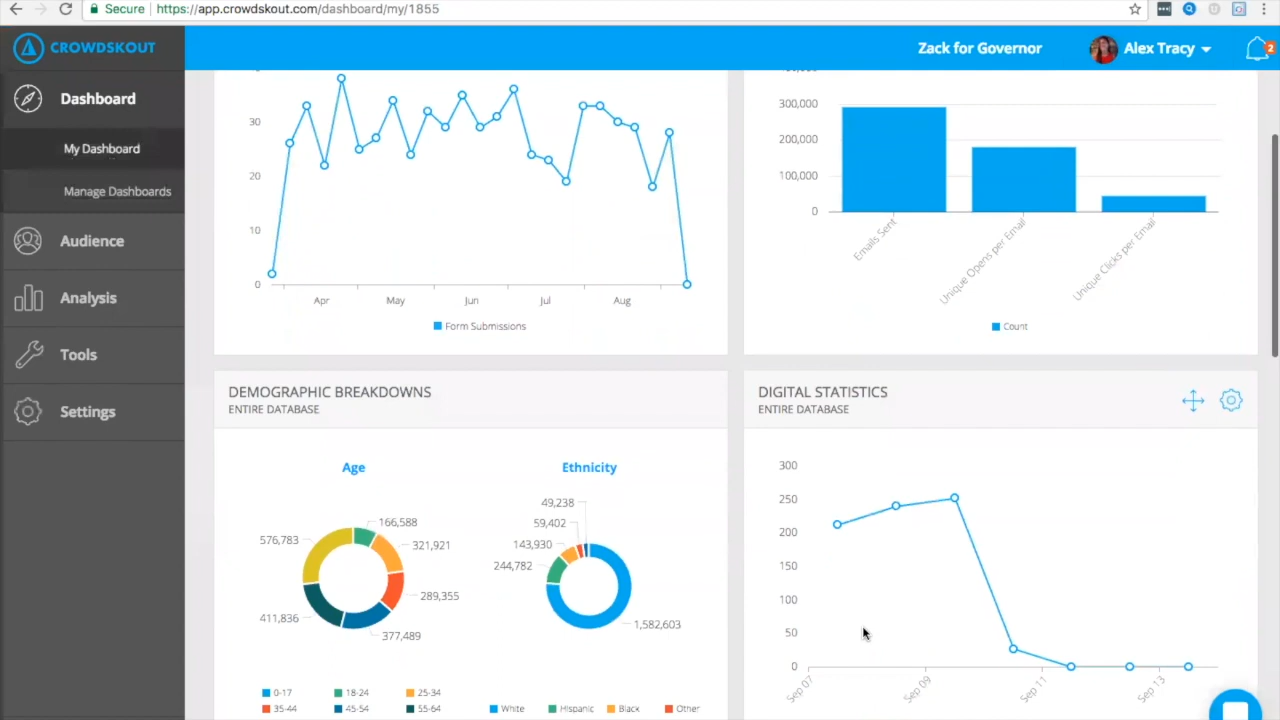 Secure
https://app.crowdskout.com/dashboard/my/1855
CROWDSKOUT
Zack for Governor
Alex Tracy
2
Dashboard
My Dashboard
Manage Dashboards
Audience
Analysis
Tools
Settings
30
20
10
0
Apr
May
Jun
Jul
Aug
Form Submissions
300,000
200,000
100,000
0
Emails Sent
Unique Opens per Email
Unique Clicks per Email
Count
DEMOGRAPHIC BREAKDOWNS
ENTIRE DATABASE
Age
166,588
321,921
289,355
377,489
411,836
576,783
0-17
18-24
25-34
35-44
45-54
55-64
Ethnicity
49,238
59,402
143,930
244,782
1,582,603
White
Hispanic
Black
Other
DIGITAL STATISTICS
ENTIRE DATABASE
300
250
200
150
100
50
0
Sep 07
Sep 09
Sep 11
Sep 13